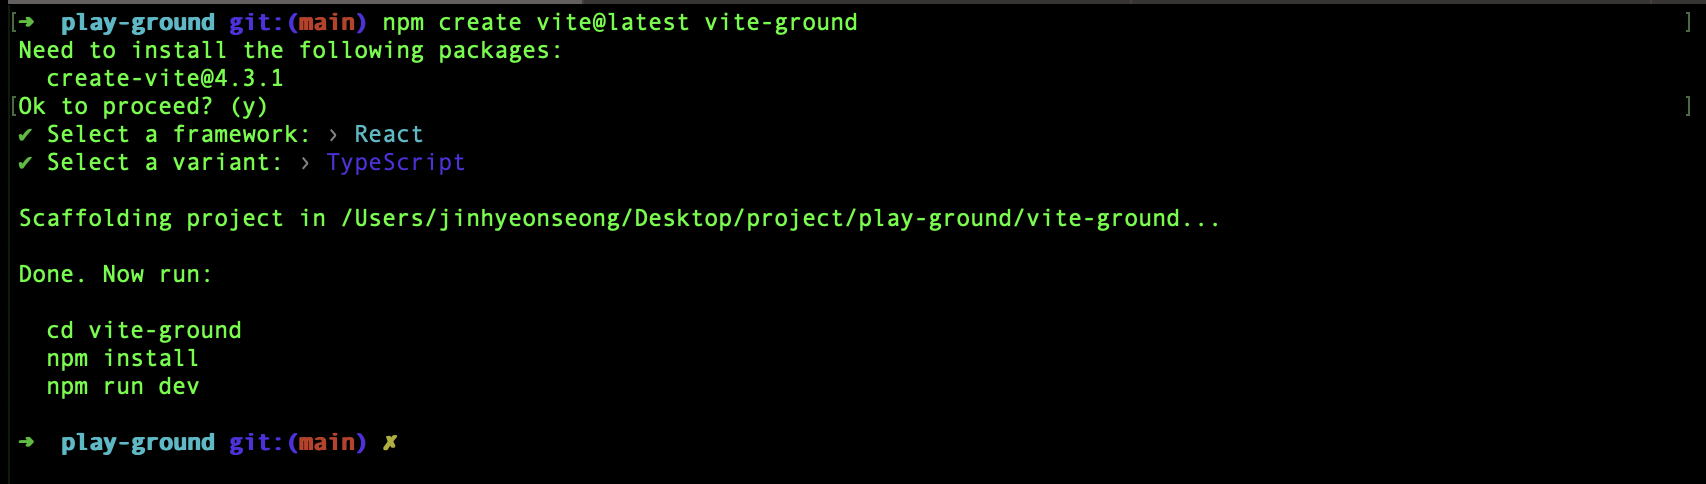 [➜  play-ground git:(main) npm create vite@latest vite-ground ]
Need to install the following packages:
  create-vite@4.3.1
[Ok to proceed? (y) ]
✔ Select a framework: › React
✔ Select a variant: › TypeScript
Scaffolding project in /Users/jinhyeonseong/Desktop/project/play-ground/vite-ground...
Done. Now run:
  cd vite-ground
  npm install
  npm run dev
➜  play-ground git:(main) ✗